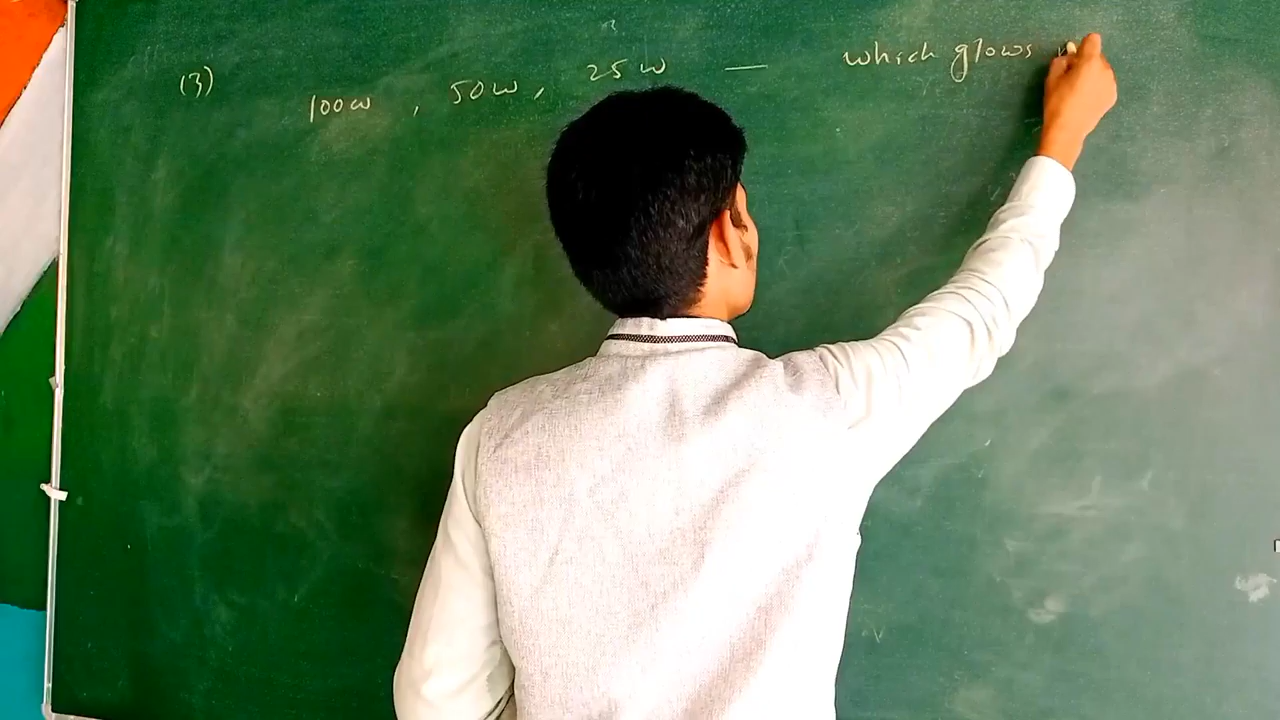 (3) 100w , 50w , 25w — which glows